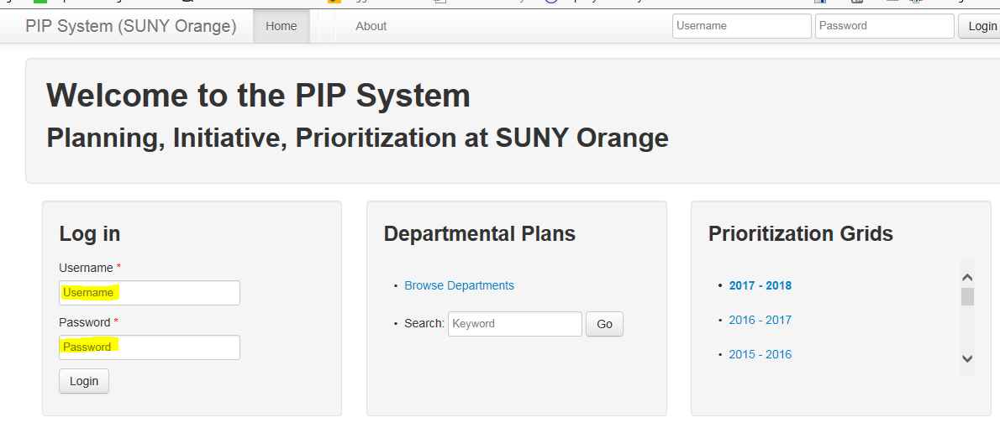 PIP System (SUNY Orange) Home About Username Password Login
Welcome to the PIP System
Planning, Initiative, Prioritization at SUNY Orange
Log in
Username *
Username
Password *
Password
Login
Departmental Plans
• Browse Departments
• Search: Keyword Go
Prioritization Grids
• 2017 - 2018
• 2016 - 2017
• 2015 - 2016